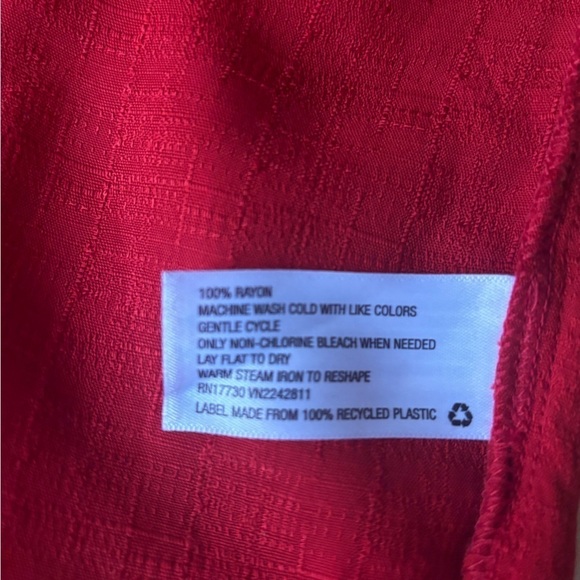 100% RAYON
MACHINE WASH COLD WITH LIKE COLORS
GENTLE CYCLE
ONLY NON-CHLORINE BLEACH WHEN NEEDED
LAY FLAT TO DRY
WARM STEAM IRON TO RESHAPE
RN17730 VN2242811
LABEL MADE FROM 100% RECYCLED PLASTIC